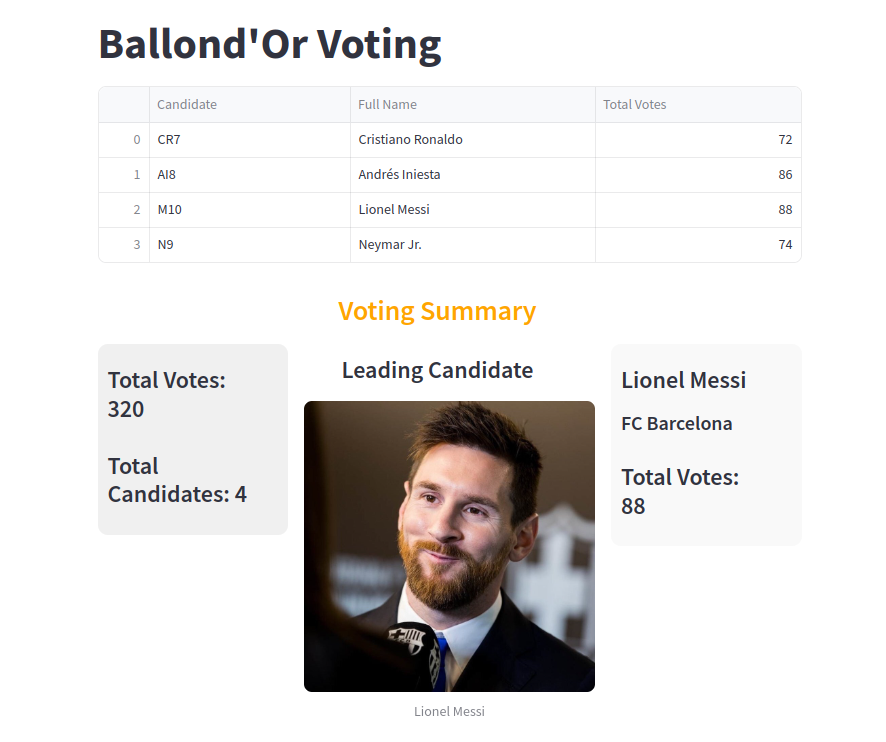 Ballond'Or Voting
Candidate Full Name Total Votes
0 CR7 Cristiano Ronaldo 72
1 AI8 Andrés Iniesta 86
2 M10 Lionel Messi 88
3 N9 Neymar Jr. 74
Voting Summary
Total Votes:
320
Total
Candidates: 4
Leading Candidate
Lionel Messi
Lionel Messi
FC Barcelona
Total Votes:
88